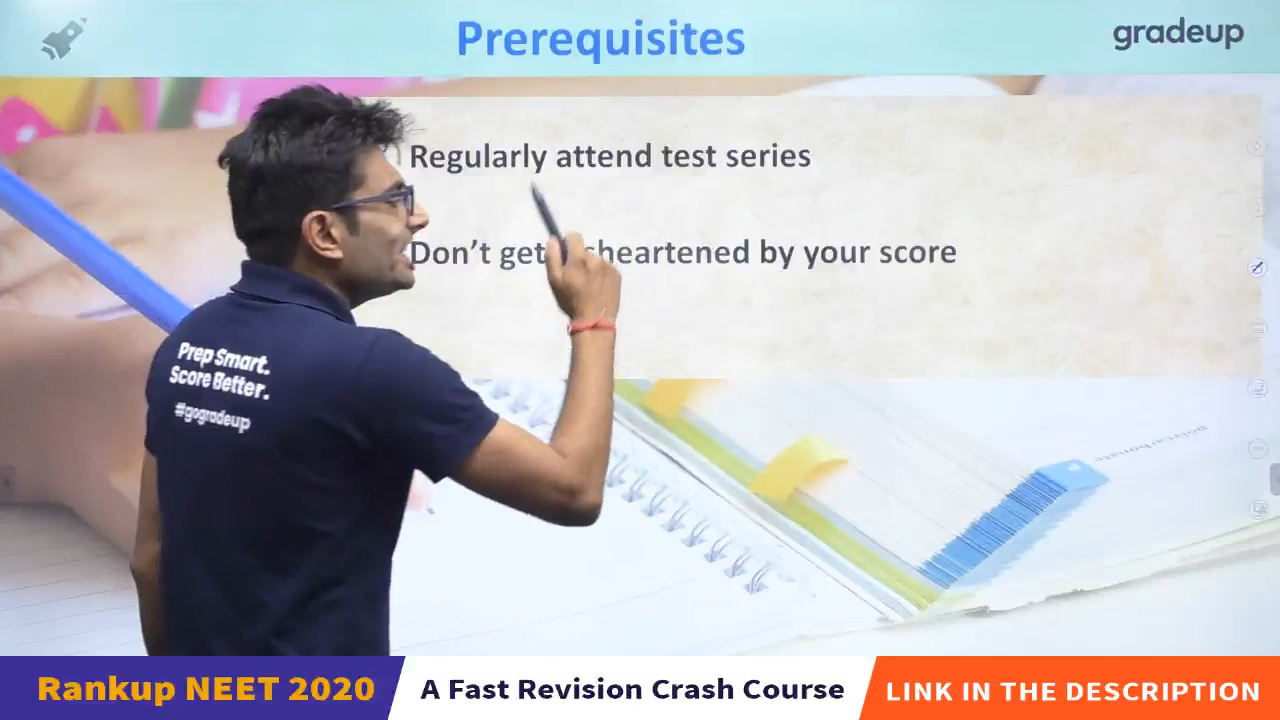 Prerequisites
gradeup
Regularly attend test series
Don't get sheartened by your score
Prep Smart.
Score Better.
#gogradeup
polycarbonate
Rankup NEET 2020
A Fast Revision Crash Course
LINK IN THE DESCRIPTION